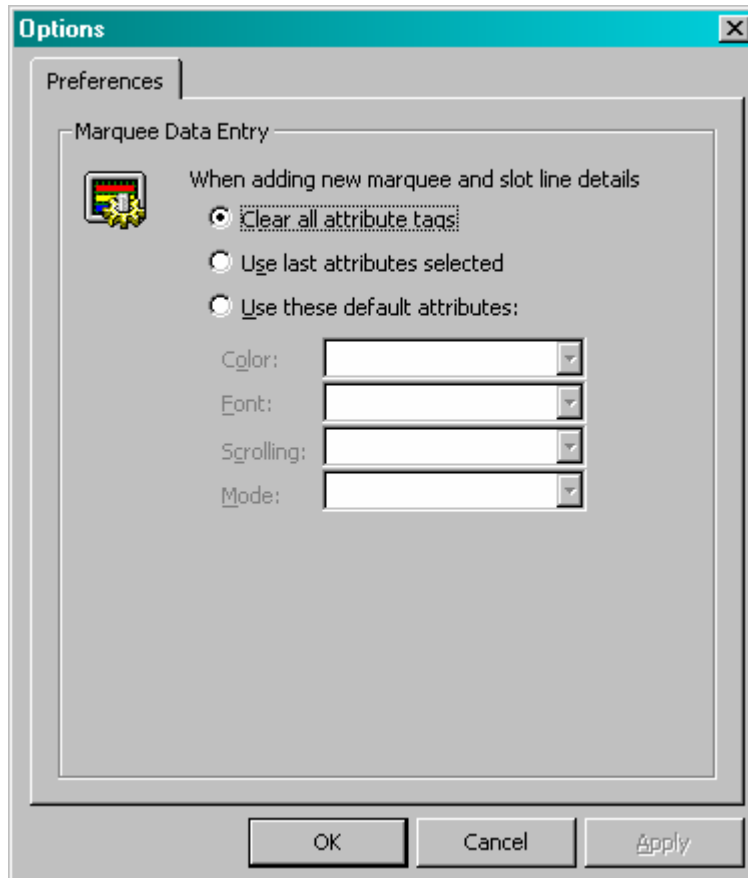 Options
Preferences
Marquee Data Entry
When adding new marquee and slot line details
Clear all attribute tags
Use last attributes selected
Use these default attributes:
Color:
Font:
Scrolling:
Mode:
OK Cancel Apply